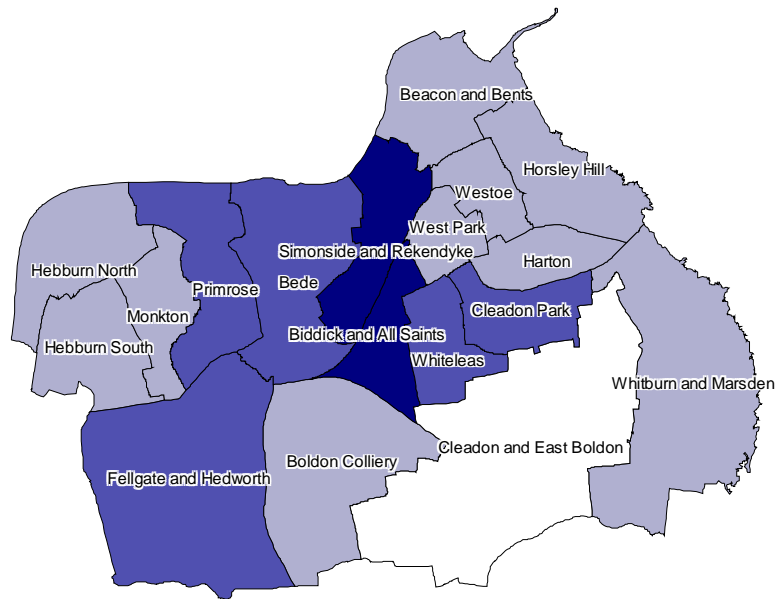 Beacon and Bents
Horsley Hill
Westoe
West Park
Simonside and Rekendyke
Harton
Hebburn North
Bede
Primrose
Cleadon Park
Monkton
Biddick and All Saints
Hebburn South
Whiteleas
Whitburn and Marsden
Cleadon and East Boldon
Boldon Colliery
Fellgate and Hedworth